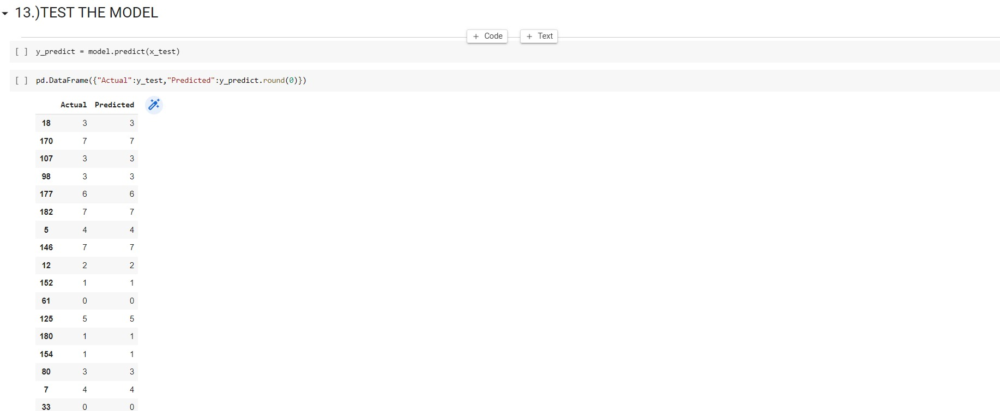 13.)TEST THE MODEL
+ Code + Text
[ ] y_predict = model.predict(x_test)
[ ] pd.DataFrame({"Actual":y_test,"Predicted":y_predict.round(0)})
Actual Predicted
18 3 3
170 7 7
107 3 3
98 3 3
177 6 6
182 7 7
5 4 4
146 7 7
12 2 2
152 1 1
61 0 0
125 5 5
180 1 1
154 1 1
80 3 3
7 4 4
33 0 0